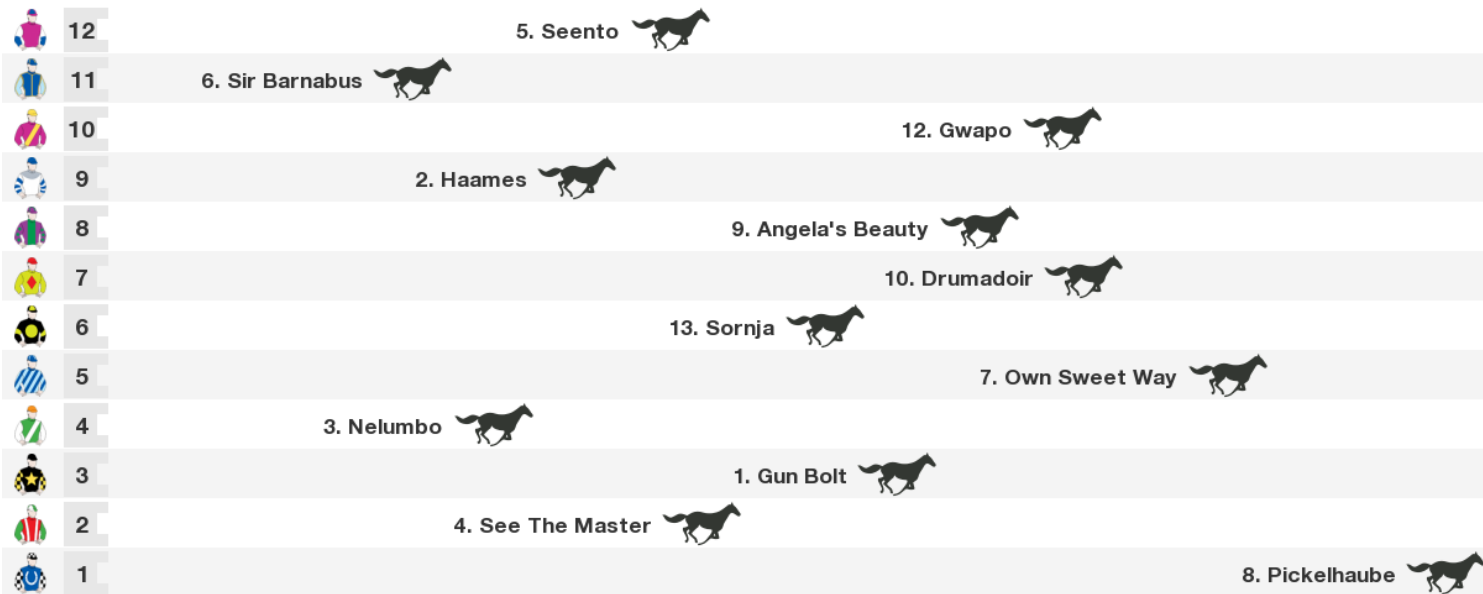 12 5. Seento
11 6. Sir Barnabus
10 12. Gwapo
9 2. Haames
8 9. Angela's Beauty
7 10. Drumadoir
6 13. Sornja
5 7. Own Sweet Way
4 3. Nelumbo
3 1. Gun Bolt
2 4. See The Master
1 8. Pickelhaube